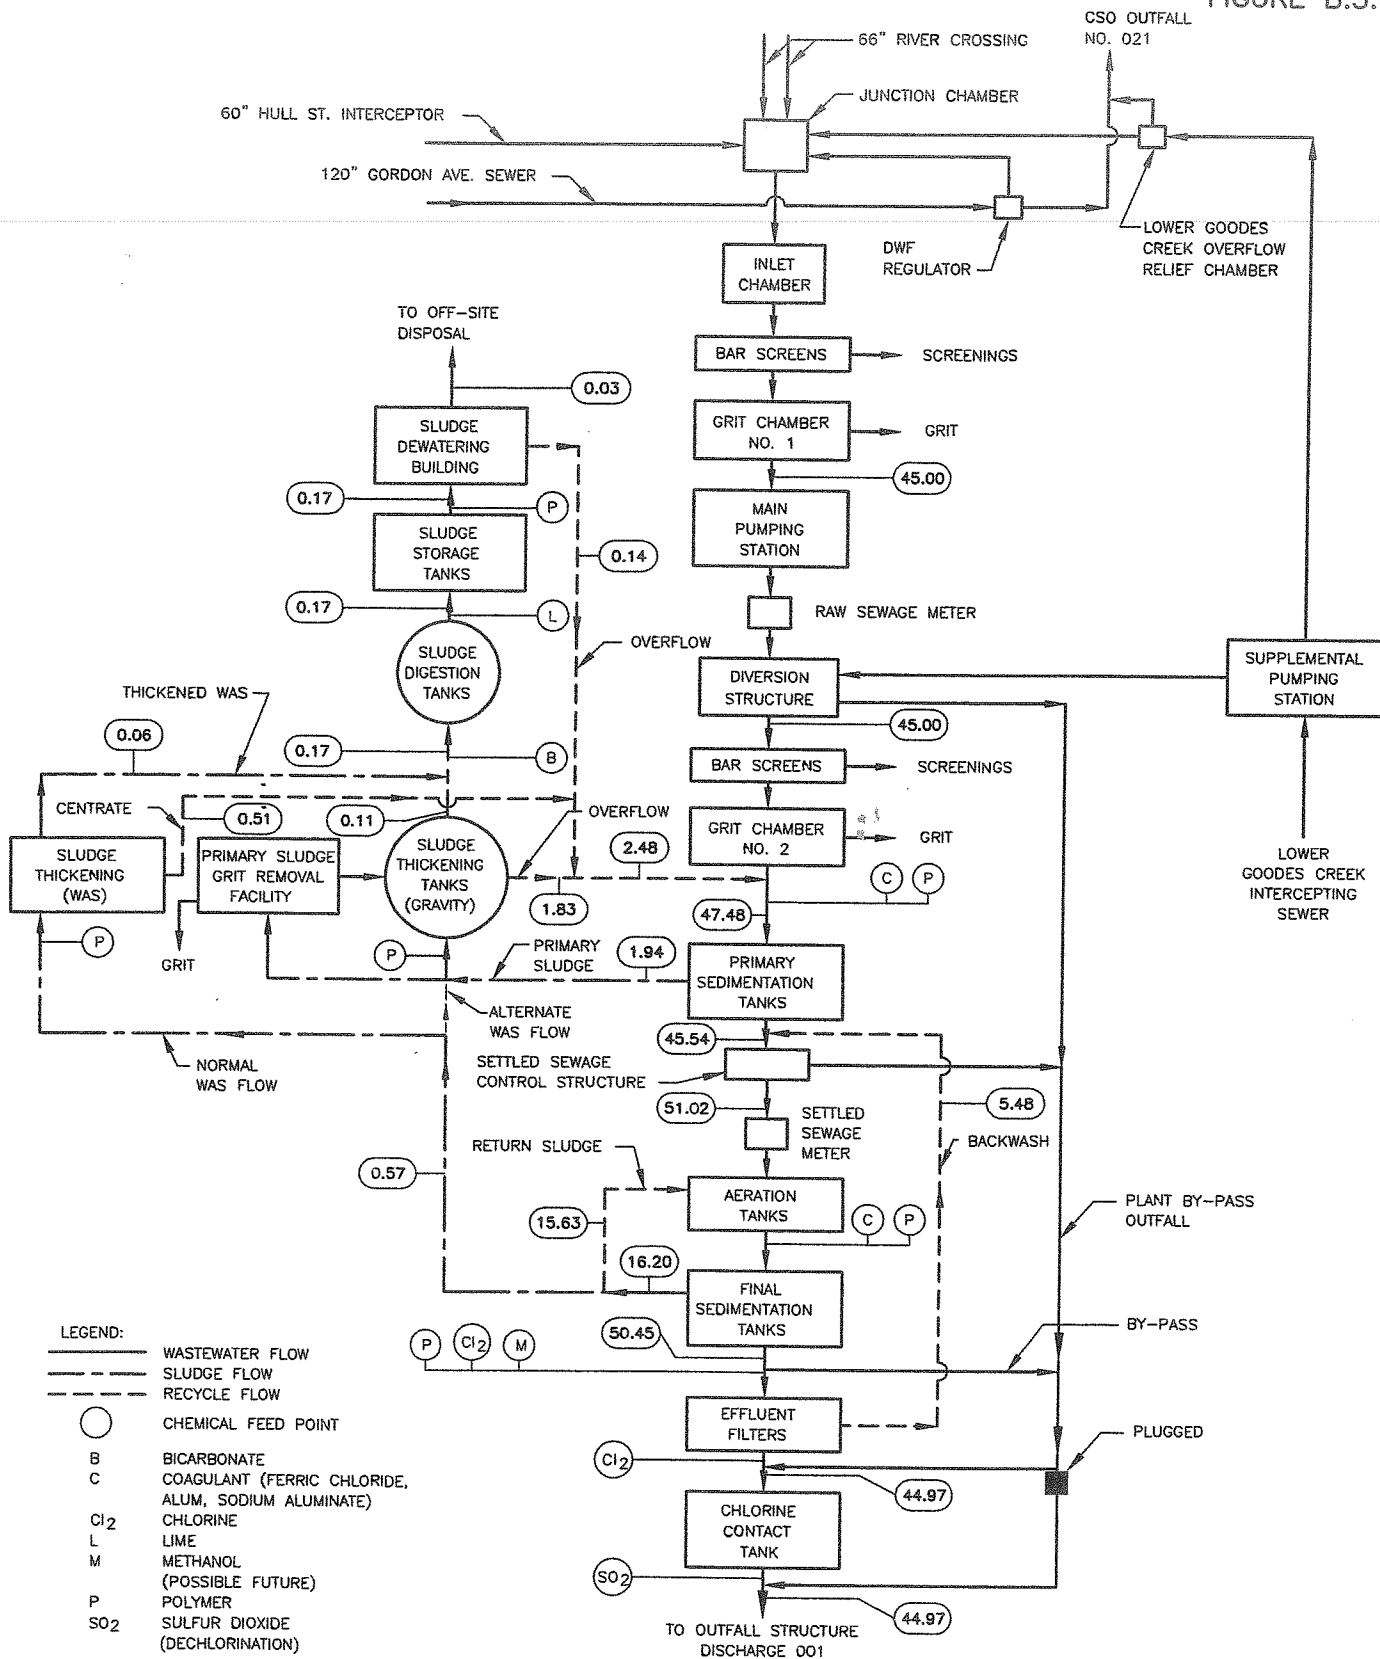 FIGURE B.3.
CSO OUTFALL
NO. 021
66" RIVER CROSSING
JUNCTION CHAMBER
60" HULL ST. INTERCEPTOR
120" GORDON AVE. SEWER
LOWER GOODES
CREEK OVERFLOW
RELIEF CHAMBER
DWF
REGULATOR
INLET
CHAMBER
TO OFF-SITE
DISPOSAL
BAR SCREENS
SCREENINGS
0.03
SLUDGE
DEWATERING
BUILDING
GRIT CHAMBER
NO. 1
GRIT
45.00
0.17
P
MAIN
PUMPING
STATION
SLUDGE
STORAGE
TANKS
0.14
0.17
L
RAW SEWAGE METER
OVERFLOW
SLUDGE
DIGESTION
TANKS
DIVERSION
STRUCTURE
SUPPLEMENTAL
PUMPING
STATION
THICKENED WAS
0.06
45.00
0.17
B
BAR SCREENS
SCREENINGS
CENTRATE
0.51
0.11
OVERFLOW
GRIT CHAMBER
NO. 2
GRIT
SLUDGE
THICKENING
(WAS)
PRIMARY SLUDGE
GRIT REMOVAL
FACILITY
SLUDGE
THICKENING
TANKS
(GRAVITY)
2.48
C
P
LOWER
GOODES CREEK
INTERCEPTING
SEWER
1.83
47.48
P
GRIT
P
PRIMARY
SLUDGE
1.94
PRIMARY
SEDIMENTATION
TANKS
ALTERNATE
WAS FLOW
45.54
NORMAL
WAS FLOW
SETTLED SEWAGE
CONTROL STRUCTURE
51.02
5.48
SETTLED
SEWAGE
METER
RETURN SLUDGE
BACKWASH
0.57
AERATION
TANKS
PLANT BY-PASS
OUTFALL
15.63
C
P
16.20
FINAL
SEDIMENTATION
TANKS
BY-PASS
50.45
P
Cl2
M
EFFLUENT
FILTERS
PLUGGED
Cl2
44.97
CHLORINE
CONTACT
TANK
SO2
44.97
TO OUTFALL STRUCTURE
DISCHARGE 001
LEGEND:
WASTEWATER FLOW
SLUDGE FLOW
RECYCLE FLOW
CHEMICAL FEED POINT
B BICARBONATE
C COAGULANT (FERRIC CHLORIDE,
ALUM, SODIUM ALUMINATE)
Cl2 CHLORINE
L LIME
M METHANOL
(POSSIBLE FUTURE)
P POLYMER
SO2 SULFUR DIOXIDE
(DECHLORINATION)